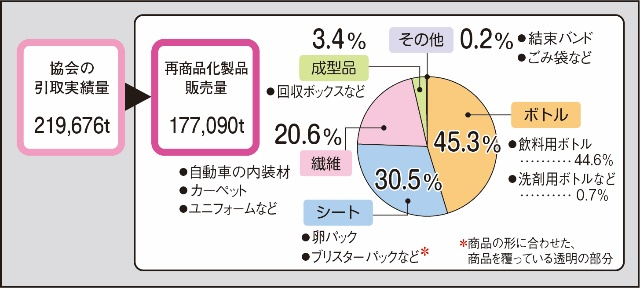 協会の
引取実績量
219,676t
再商品化製品
販売量
177,090t
3.4%
成型品
●回収ボックスなど
その他
0.2%
●結束バンド
●ごみ袋など
20.6%
繊維
●自動車の内装材
●カーペット
●ユニフォームなど
ボトル
45.3%
●飲料用ボトル
‥‥‥‥‥ 44.6%
●洗剤用ボトルなど
‥‥‥‥‥ 0.7%
30.5%
シート
●卵パック
●ブリスターパックなど*
*商品の形に合わせた、
商品を覆っている透明の部分